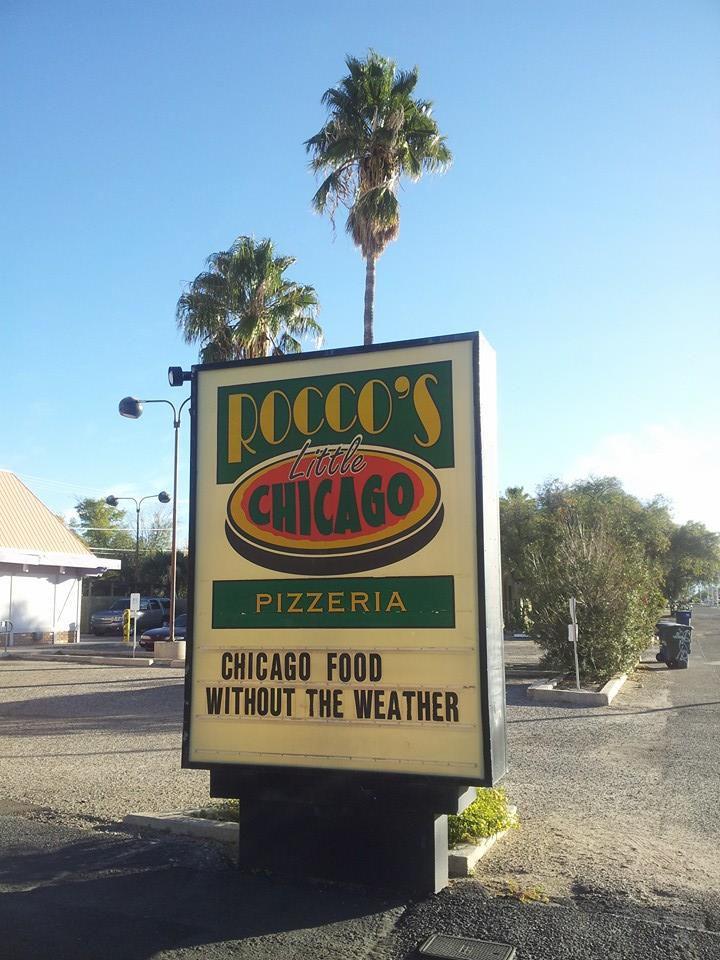 ROCCO'S
Little
CHICAGO
PIZZERIA
CHICAGO FOOD
WITHOUT THE WEATHER